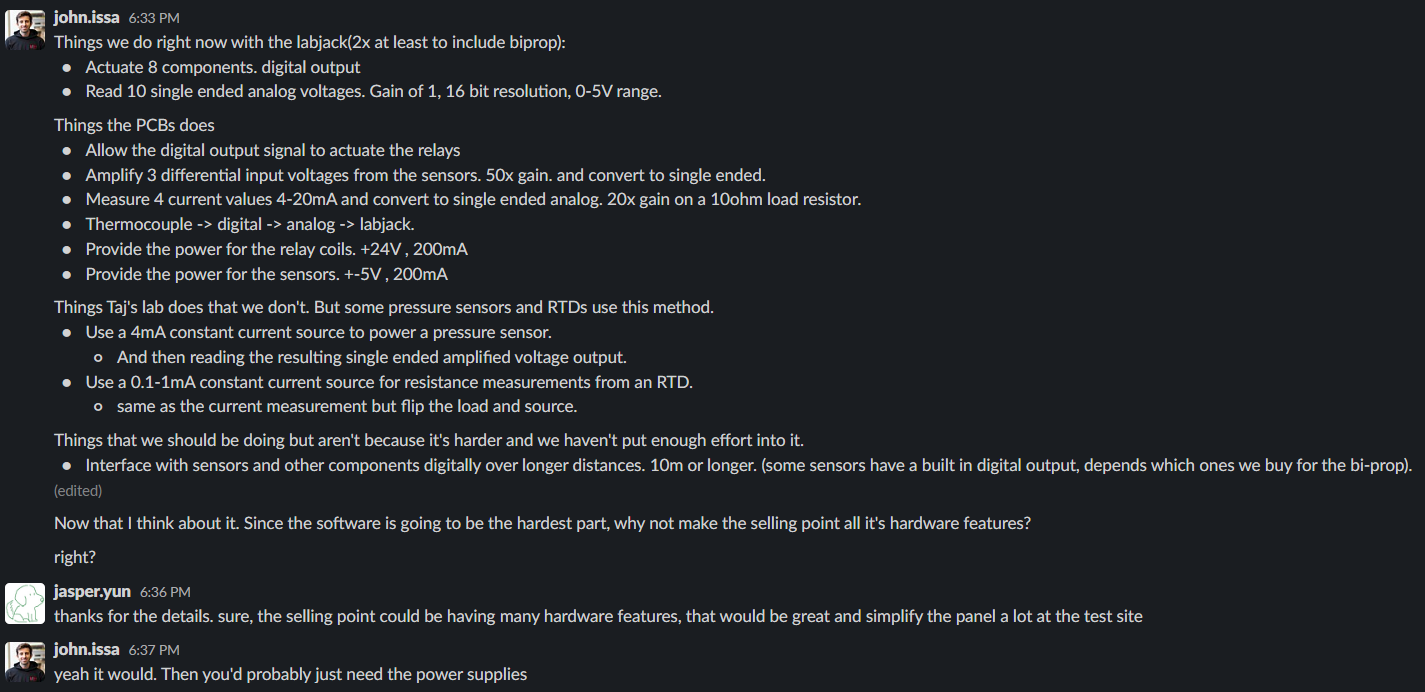 john.issa 6:33 PM
Things we do right now with the labjack(2x at least to include biprop):
• Actuate 8 components. digital output
• Read 10 single ended analog voltages. Gain of 1, 16 bit resolution, 0-5V range.
Things the PCBs does
• Allow the digital output signal to actuate the relays
• Amplify 3 differential input voltages from the sensors. 50x gain. and convert to single ended.
• Measure 4 current values 4-20mA and convert to single ended analog. 20x gain on a 10ohm load resistor.
• Thermocouple -> digital -> analog -> labjack.
• Provide the power for the relay coils. +24V , 200mA
• Provide the power for the sensors. +-5V , 200mA
Things Taj's lab does that we don't. But some pressure sensors and RTDs use this method.
• Use a 4mA constant current source to power a pressure sensor.
◦ And then reading the resulting single ended amplified voltage output.
• Use a 0.1-1mA constant current source for resistance measurements from an RTD.
◦ same as the current measurement but flip the load and source.
Things that we should be doing but aren't because it's harder and we haven't put enough effort into it.
• Interface with sensors and other components digitally over longer distances. 10m or longer. (some sensors have a built in digital output, depends which ones we buy for the bi-prop).
(edited)
Now that I think about it. Since the software is going to be the hardest part, why not make the selling point all it's hardware features?
right?
jasper.yun 6:36 PM
thanks for the details. sure, the selling point could be having many hardware features, that would be great and simplify the panel a lot at the test site
john.issa 6:37 PM
yeah it would. Then you'd probably just need the power supplies